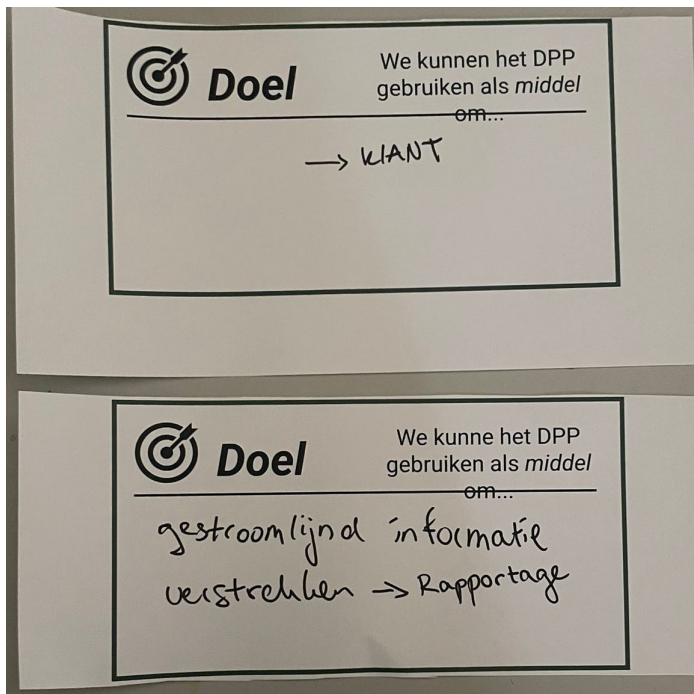 Doel
We kunnen het DPP
gebruiken als middel
om...
→ KLANT
Doel
We kunne het DPP
gebruiken als middel
om...
gestroomlijnd informatie
verstrekken → Rapportage